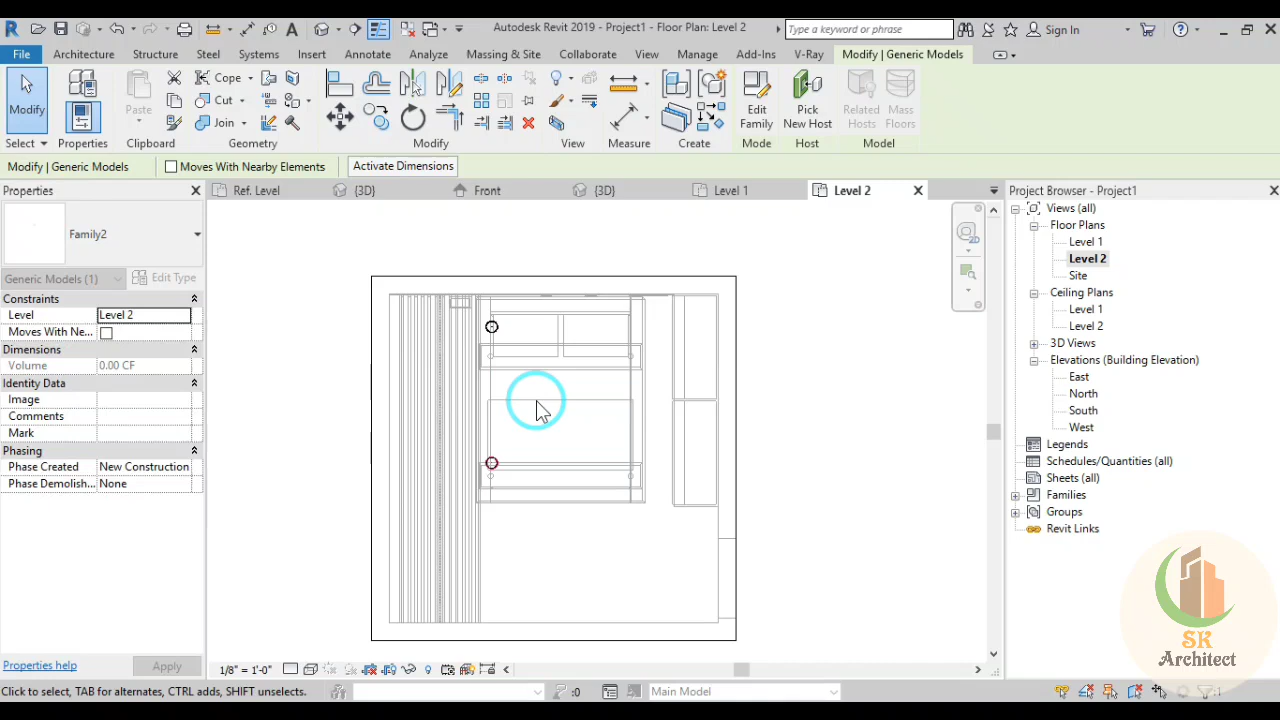 Autodesk Revit 2019 - Project1 - Floor Plan: Level 2
Type a keyword or phrase
Sign In
File Architecture Structure Steel Systems Insert Annotate Analyze Massing & Site Collaborate View Manage Add-Ins V-Ray Modify | Generic Models
Modify Paste Cope Cut Join Edit Family Pick New Host Related Hosts Mass Floors
Select Properties Clipboard Geometry Modify View Measure Create Mode Host Model
Modify | Generic Models Moves With Nearby Elements Activate Dimensions
Properties
Ref. Level {3D} Front {3D} Level 1 Level 2
Project Browser - Project1
Family2
Generic Models (1) Edit Type
Constraints
Level Level 2
Moves With Ne...
Dimensions
Volume 0.00 CF
Identity Data
Image
Comments
Mark
Phasing
Phase Created New Construction
Phase Demolish... None
Properties help Apply
Views (all)
Floor Plans
Level 1
Level 2
Site
Ceiling Plans
Level 1
Level 2
3D Views
Elevations (Building Elevation)
East
North
South
West
Legends
Schedules/Quantities (all)
Sheets (all)
Families
Groups
Revit Links
SK
Architect
1/8" = 1'-0"
Click to select, TAB for alternates, CTRL adds, SHIFT unselects. :0 Main Model :1